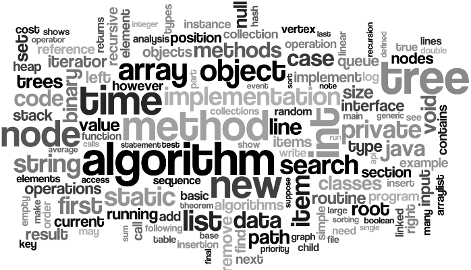 cost shows
set operator
heap
trees
code
stack
node
string
elements
operations
first
current
result
key
returns
reference
iterator
binary
left
recursive
element
array
time
however
value
function
calls
access
algorithm
sequence
static
running
call
add
table
insertion
integer
types
analysis
objects
position
instance
methods
object
implementation
method
collections
statement
test
new
basic
theorem
algorithms
list
remove
find
next
data
path
priority
base
following
final
sum
null
hash
collection
event
part
random
line
items
write
show
search
item
suppose
graph
child
vertex
last
operation
case
implement
sort
note
int
run
linear
queue
log
size
interface
private
type
java
api
section
classes
routine
root
simple
large
sorting
boolean
file
need
single
recursion
defined
true
double
lines
nodes
tree
void
contains
main
generic
see
example
insert
program
input
arraylist
many
linked
right
order
make
empty
may
average